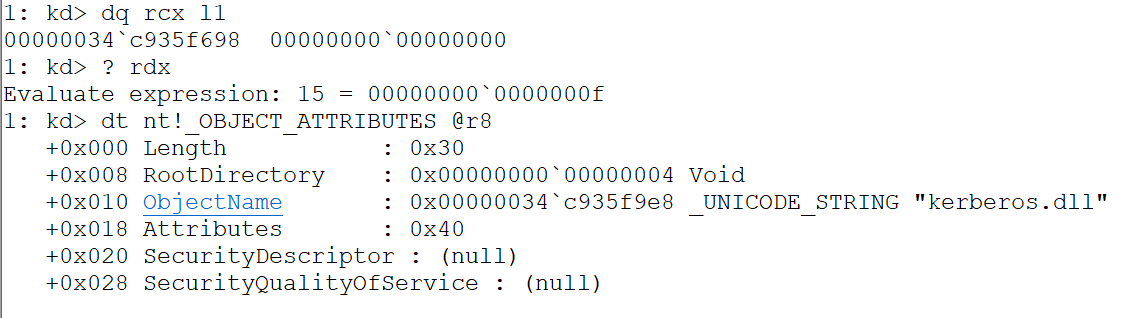 1: kd> dq rcx l1
00000034`c935f698  00000000`00000000
1: kd> ? rdx
Evaluate expression: 15 = 00000000`0000000f
1: kd> dt nt!_OBJECT_ATTRIBUTES @r8
   +0x000 Length           : 0x30
   +0x008 RootDirectory    : 0x00000000`00000004 Void
   +0x010 ObjectName       : 0x00000034`c935f9e8 _UNICODE_STRING "kerberos.dll"
   +0x018 Attributes       : 0x40
   +0x020 SecurityDescriptor : (null)
   +0x028 SecurityQualityOfService : (null)